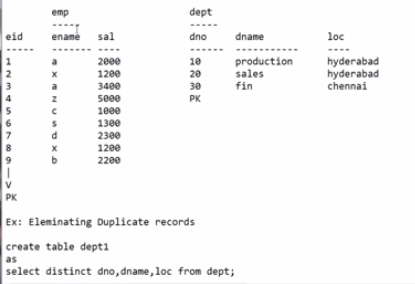 emp dept
----- -----
eid ename sal dno dname loc
----- ------- ---- ------ ----------- ----
1 a 2000 10 production hyderabad
2 x 1200 20 sales hyderabad
3 a 3400 30 fin chennai
4 z 5000 PK
5 c 1000
6 s 1300
7 d 2300
8 x 1200
9 b 2200
|
V
PK
Ex: Eleminating Duplicate records
create table dept1
as
select distinct dno,dname,loc from dept;